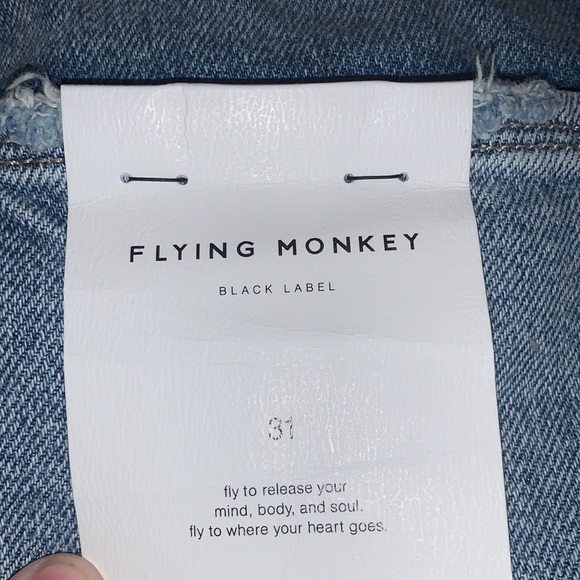 FLYING MONKEY
BLACK LABEL
31
fly to release your
mind, body, and soul.
fly to where your heart goes.